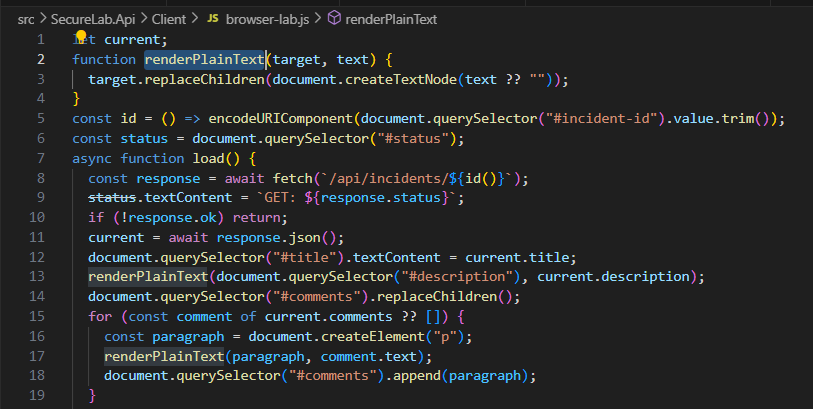 src > SecureLab.Api > Client > JS browser-lab.js > renderPlainText
1 let current;
2 function renderPlainText(target, text) {
3 target.replaceChildren(document.createTextNode(text ?? ""));
4 }
5 const id = () => encodeURIComponent(document.querySelector("#incident-id").value.trim());
6 const status = document.querySelector("#status");
7 async function load() {
8 const response = await fetch(`/api/incidents/${id()}`);
9 status.textContent = `GET: ${response.status}`;
10 if (!response.ok) return;
11 current = await response.json();
12 document.querySelector("#title").textContent = current.title;
13 renderPlainText(document.querySelector("#description"), current.description);
14 document.querySelector("#comments").replaceChildren();
15 for (const comment of current.comments ?? []) {
16 const paragraph = document.createElement("p");
17 renderPlainText(paragraph, comment.text);
18 document.querySelector("#comments").append(paragraph);
19 }